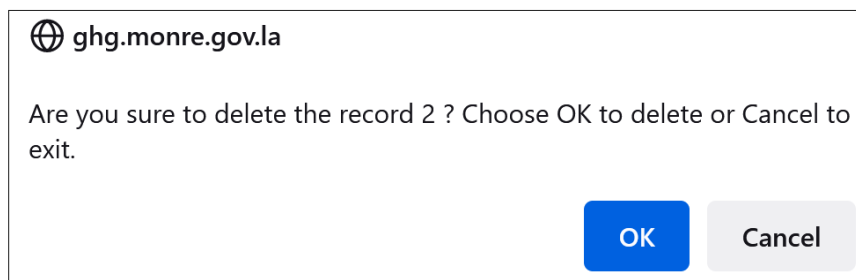 ghg.monre.gov.la
Are you sure to delete the record 2 ? Choose OK to delete or Cancel to
exit.
OK Cancel